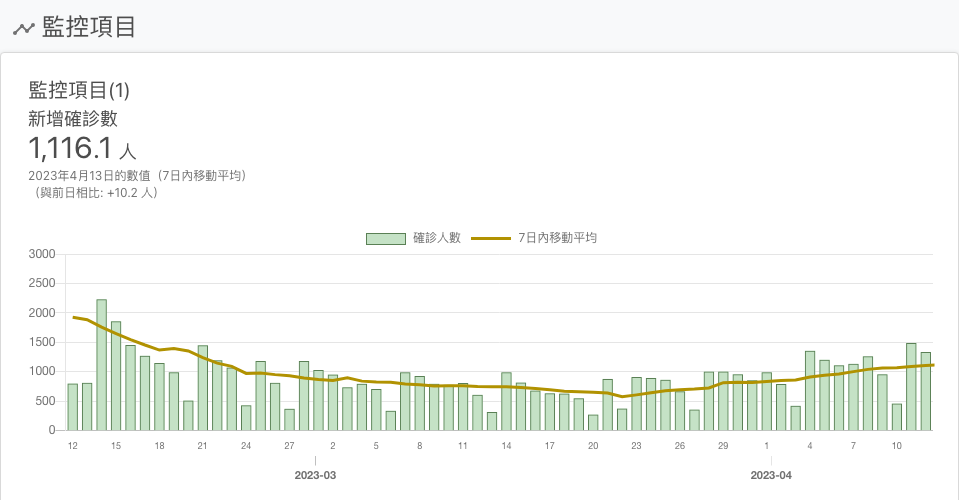 監控項目
監控項目(1)
新增確診數
1,116.1 人
2023年4月13日的數值（7日內移動平均）
（與前日相比: +10.2 人）
確診人數 7日內移動平均
3000
2500
2000
1500
1000
500
0
12 15 18 21 24 27 2 5 8 11 14 17 20 23 26 29 1 4 7 10
2023-03 2023-04